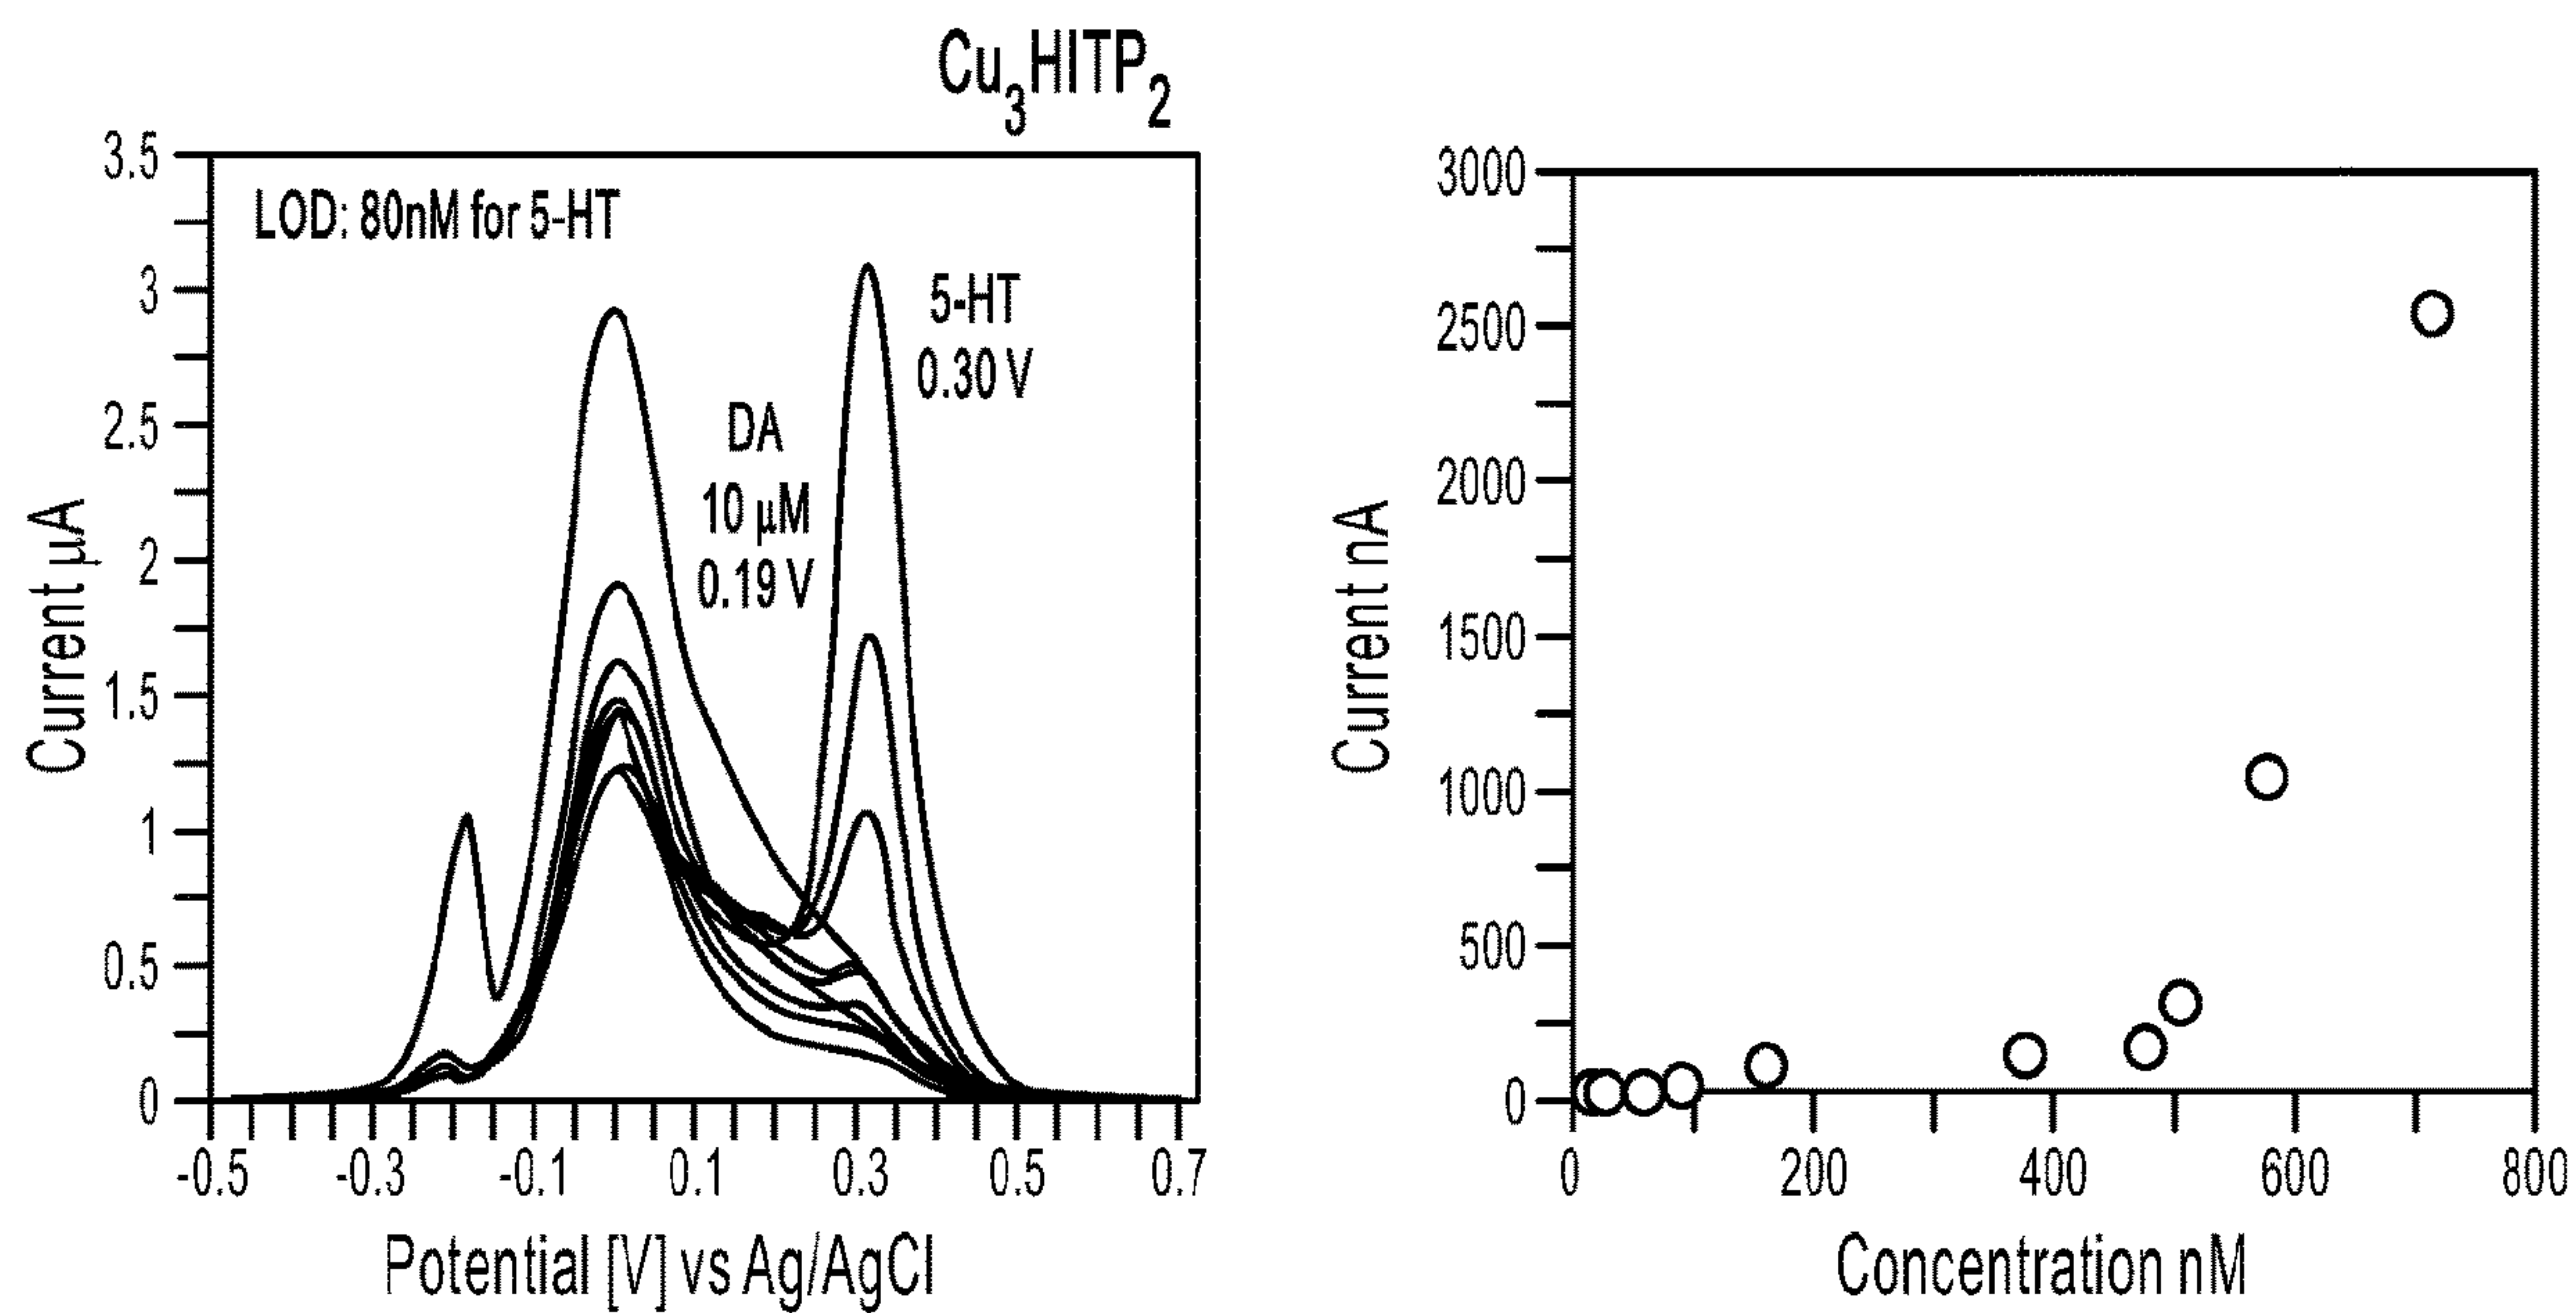 Cu3HITP2
3.5
3
2.5
2
1.5
1
0.5
0
Current µA
LOD: 80nM for 5-HT
5-HT
0.30 V
DA
10 µM
0.19 V
-0.5 -0.3 -0.1 0.1 0.3 0.5 0.7
Potential [V] vs Ag/AgCl
3000
2500
2000
1500
1000
500
0
Current nA
0 200 400 600 800
Concentration nM